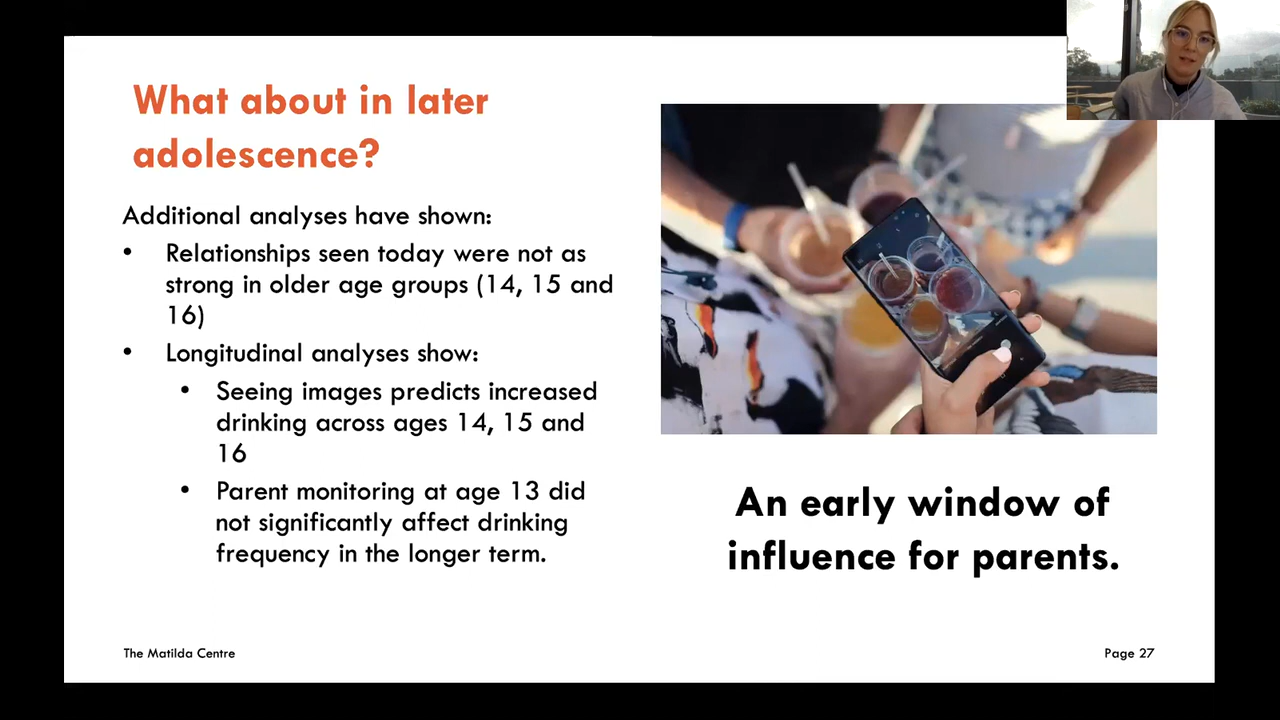 What about in later
adolescence?
Additional analyses have shown:
• Relationships seen today were not as
strong in older age groups (14, 15 and
16)
• Longitudinal analyses show:
• Seeing images predicts increased
drinking across ages 14, 15 and
16
• Parent monitoring at age 13 did
not significantly affect drinking
frequency in the longer term.
An early window of
influence for parents.
The Matilda Centre
Page 27